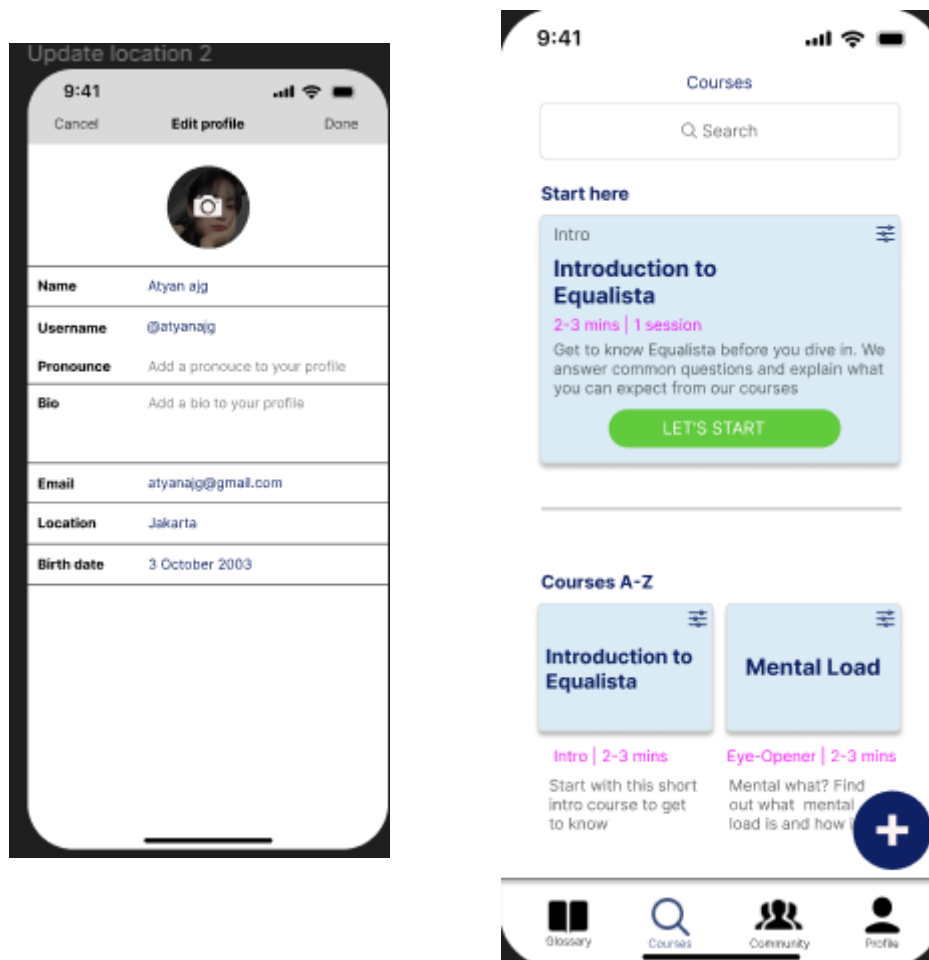 Update location 2
9:41
Cancel Edit profile Done
Name Atyan ajg
Username @atyanajg
Pronounce Add a pronouce to your profile
Bio Add a bio to your profile
Email atyanajg@gmail.com
Location Jakarta
Birth date 3 October 2003
9:41
Courses
Search
Start here
Intro
Introduction to
Equalista
2-3 mins | 1 session
Get to know Equalista before you dive in. We
answer common questions and explain what
you can expect from our courses
LET'S START
Courses A-Z
Introduction to
Equalista
Mental Load
Intro | 2-3 mins
Eye-Opener | 2-3 mins
Start with this short
intro course to get
to know
Mental what? Find
out what mental
load is and how
Glossary Courses Community Profile